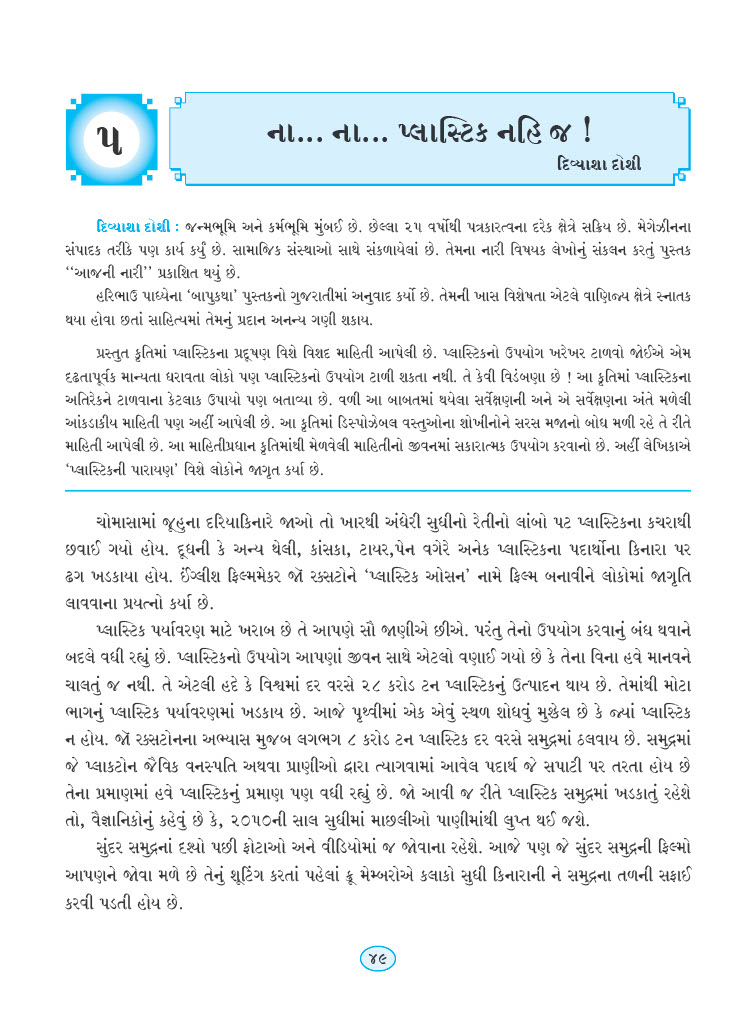 ૫
ના... ના... પ્લાસ્ટિક નહિ જ !
દિવ્યાશા દોશી
દિવ્યાશા દોશી : જન્મભૂમિ અને કર્મભૂમિ મુંબઈ છે. છેલ્લા ૨૫ વર્ષોથી પત્રકારત્વના દરેક ક્ષેત્રે સક્રિય છે. મેગેઝીનના
સંપાદક તરીકે પણ કાર્ય કર્યું છે. સામાજિક સંસ્થાઓ સાથે સંકળાયેલાં છે. તેમના નારી વિષયક લેખોનું સંકલન કરતું પુસ્તક
‘‘આજની નારી’’ પ્રકાશિત થયું છે.
હરિભાઉ પાધ્યેના ‘બાપુકથા’ પુસ્તકનો ગુજરાતીમાં અનુવાદ કર્યો છે. તેમની ખાસ વિશેષતા એટલે વાણિજ્ય ક્ષેત્રે સ્નાતક
થયા હોવા છતાં સાહિત્યમાં તેમનું પ્રદાન અનન્ય ગણી શકાય.
પ્રસ્તુત કૃતિમાં પ્લાસ્ટિકના પ્રદૂષણ વિશે વિશદ માહિતી આપેલી છે. પ્લાસ્ટિકનો ઉપયોગ ખરેખર ટાળવો જોઈએ એમ
દઢતાપૂર્વક માન્યતા ધરાવતા લોકો પણ પ્લાસ્ટિકનો ઉપયોગ ટાળી શકતા નથી. તે કેવી વિડંબણા છે ! આ કૃતિમાં પ્લાસ્ટિકના
અતિરેકને ટાળવાના કેટલાક ઉપાયો પણ બતાવ્યા છે. વળી આ બાબતમાં થયેલા સર્વેક્ષણની અને એ સર્વેક્ષણના અંતે મળેલી
આંકડાકીય માહિતી પણ અહીં આપેલી છે. આ કૃતિમાં ડિસ્પોઝેબલ વસ્તુઓના શોખીનોને સરસ મજાનો બોધ મળી રહે તે રીતે
માહિતી આપેલી છે. આ માહિતીપ્રધાન કૃતિમાંથી મેળવેલી માહિતીનો જીવનમાં સકારાત્મક ઉપયોગ કરવાનો છે. અહીં લેખિકાએ
‘પ્લાસ્ટિકની પારાયણ’ વિશે લોકોને જાગૃત કર્યા છે.
ચોમાસામાં જૂહુના દરિયાકિનારે જાઓ તો ખારથી અંધેરી સુધીનો રેતીનો લાંબો પટ પ્લાસ્ટિકના કચરાથી
છવાઈ ગયો હોય. દૂધની કે અન્ય થેલી, કાંસકા, ટાયર,પેન વગેરે અનેક પ્લાસ્ટિકના પદાર્થોના કિનારા પર
ઢગ ખડકાયા હોય. ઈંગ્લીશ ફિલ્મમેકર જૉ રક્સટોને ‘પ્લાસ્ટિક ઓસન’ નામે ફિલ્મ બનાવીને લોકોમાં જાગૃતિ
લાવવાના પ્રયત્નો કર્યા છે.
પ્લાસ્ટિક પર્યાવરણ માટે ખરાબ છે તે આપણે સૌ જાણીએ છીએ. પરંતુ તેનો ઉપયોગ કરવાનું બંધ થવાને
બદલે વધી રહ્યું છે. પ્લાસ્ટિકનો ઉપયોગ આપણાં જીવન સાથે એટલો વણાઈ ગયો છે કે તેના વિના હવે માનવને
ચાલતું જ નથી. તે એટલી હદે કે વિશ્વમાં દર વરસે ૨૮ કરોડ ટન પ્લાસ્ટિકનું ઉત્પાદન થાય છે. તેમાંથી મોટા
ભાગનું પ્લાસ્ટિક પર્યાવરણમાં ખડકાય છે. આજે પૃથ્વીમાં એક એવું સ્થળ શોધવું મુશ્કેલ છે કે જ્યાં પ્લાસ્ટિક
ન હોય. જૉ રક્સટોનના અભ્યાસ મુજબ લગભગ ૮ કરોડ ટન પ્લાસ્ટિક દર વરસે સમુદ્રમાં ઠલવાય છે. સમુદ્રમાં
જે પ્લાકટોન જૈવિક વનસ્પતિ અથવા પ્રાણીઓ દ્વારા ત્યાગવામાં આવેલ પદાર્થ જે સપાટી પર તરતા હોય છે
તેના પ્રમાણમાં હવે પ્લાસ્ટિકનું પ્રમાણ પણ વધી રહ્યું છે. જો આવી જ રીતે પ્લાસ્ટિક સમુદ્રમાં ખડકાતું રહેશે
તો, વૈજ્ઞાનિકોનું કહેવું છે કે, ૨૦૫૦ની સાલ સુધીમાં માછલીઓ પાણીમાંથી લુપ્ત થઈ જશે.
સુંદર સમુદ્રનાં દશ્યો પછી ફોટાઓ અને વીડિયોમાં જ જોવાના રહેશે. આજે પણ જે સુંદર સમુદ્રની ફિલ્મો
આપણને જોવા મળે છે તેનું શૂટિંગ કરતાં પહેલાં ક્રૂ મેમ્બરોએ કલાકો સુધી કિનારાની ને સમુદ્રના તળની સફાઈ
કરવી પડતી હોય છે.
૪૯